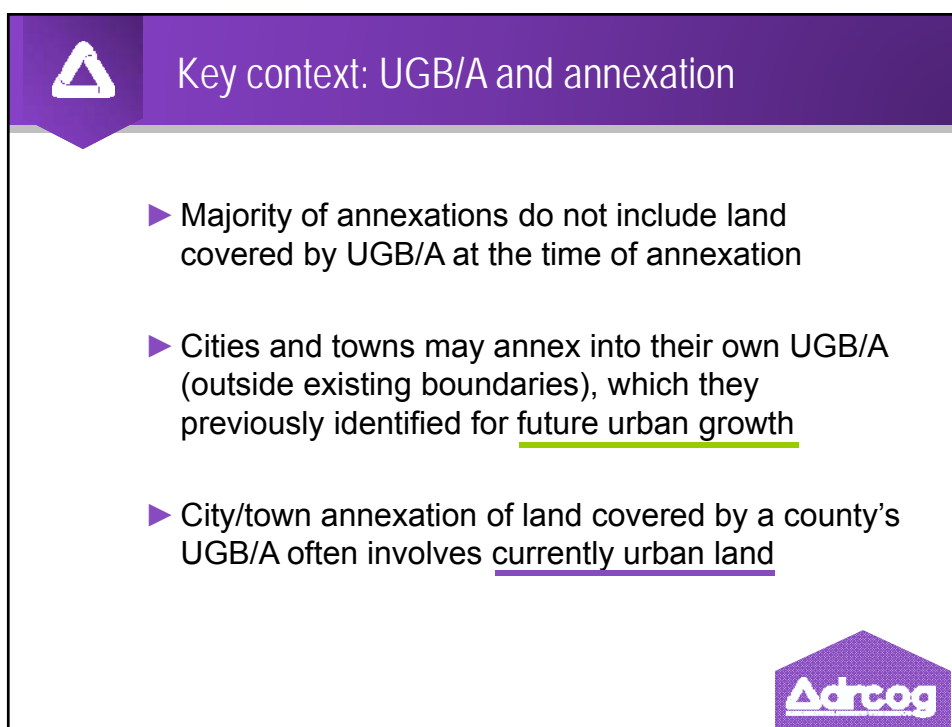 Key context: UGB/A and annexation
► Majority of annexations do not include land
covered by UGB/A at the time of annexation
► Cities and towns may annex into their own UGB/A
(outside existing boundaries), which they
previously identified for future urban growth
► City/town annexation of land covered by a county’s
UGB/A often involves currently urban land
drcog